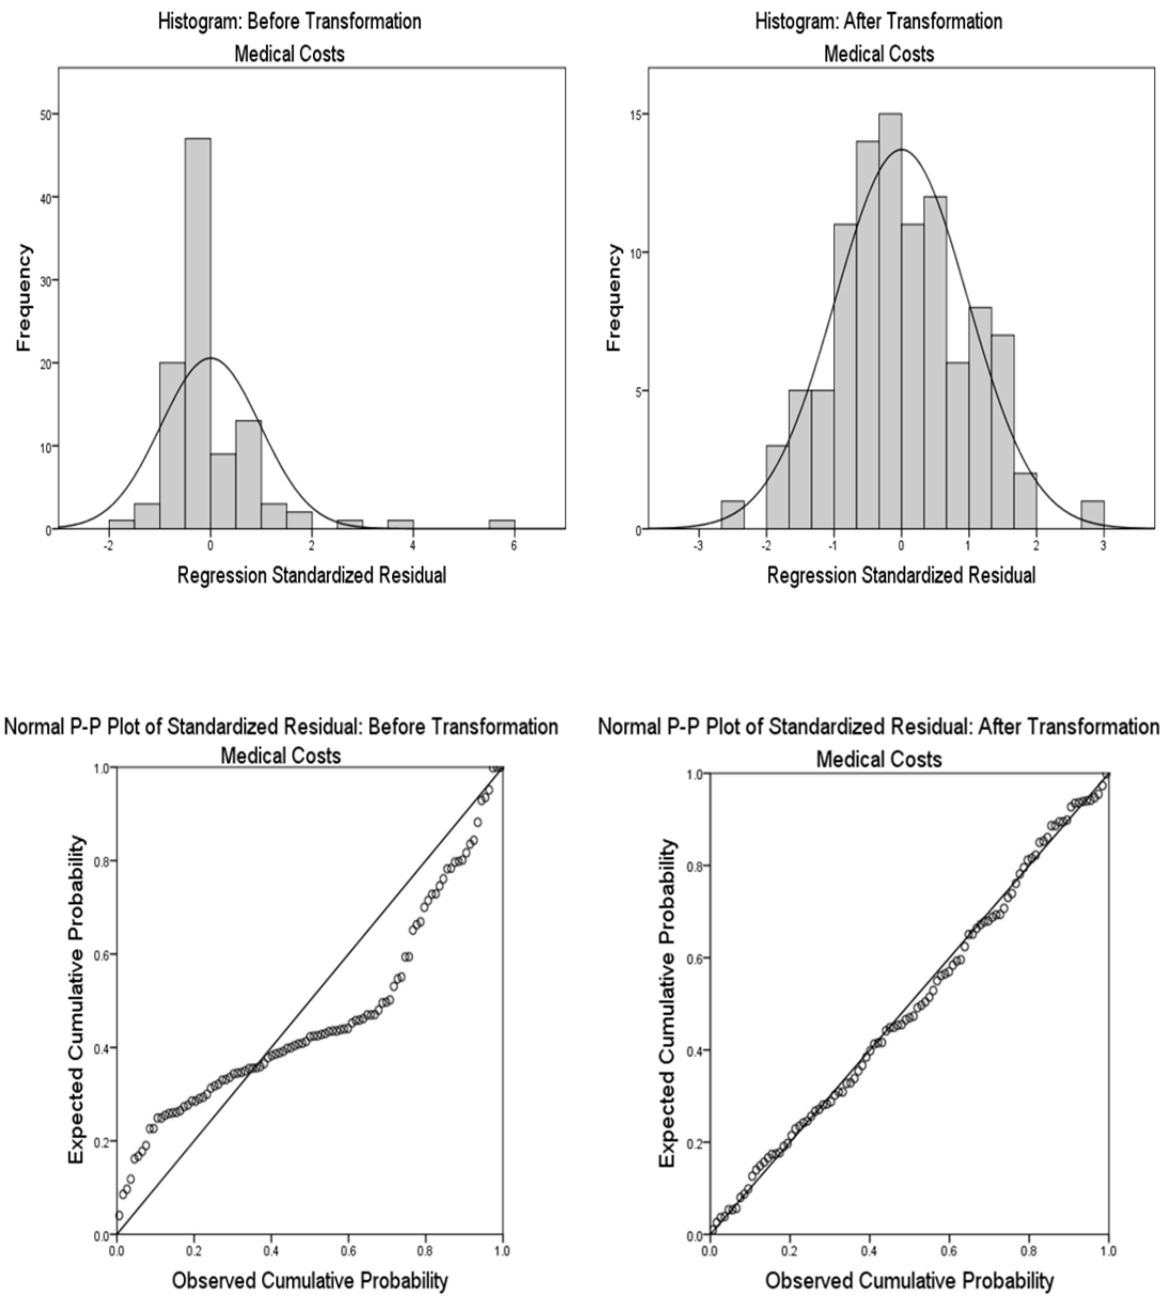 Histogram: Before Transformation
Medical Costs
50
40
30
20
10
0
Frequency
-2
0
2
4
6
Regression Standardized Residual
Histogram: After Transformation
Medical Costs
15
10
5
0
Frequency
-3
-2
-1
0
1
2
3
Regression Standardized Residual
Normal P-P Plot of Standardized Residual: Before Transformation
Medical Costs
1.0
0.8
0.6
0.4
0.2
0.0
Expected Cumulative Probability
0.0
0.2
0.4
0.6
0.8
1.0
Observed Cumulative Probability
Normal P-P Plot of Standardized Residual: After Transformation
Medical Costs
1.0
0.8
0.6
0.4
0.2
0.0
Expected Cumulative Probability
0.0
0.2
0.4
0.6
0.8
1.0
Observed Cumulative Probability